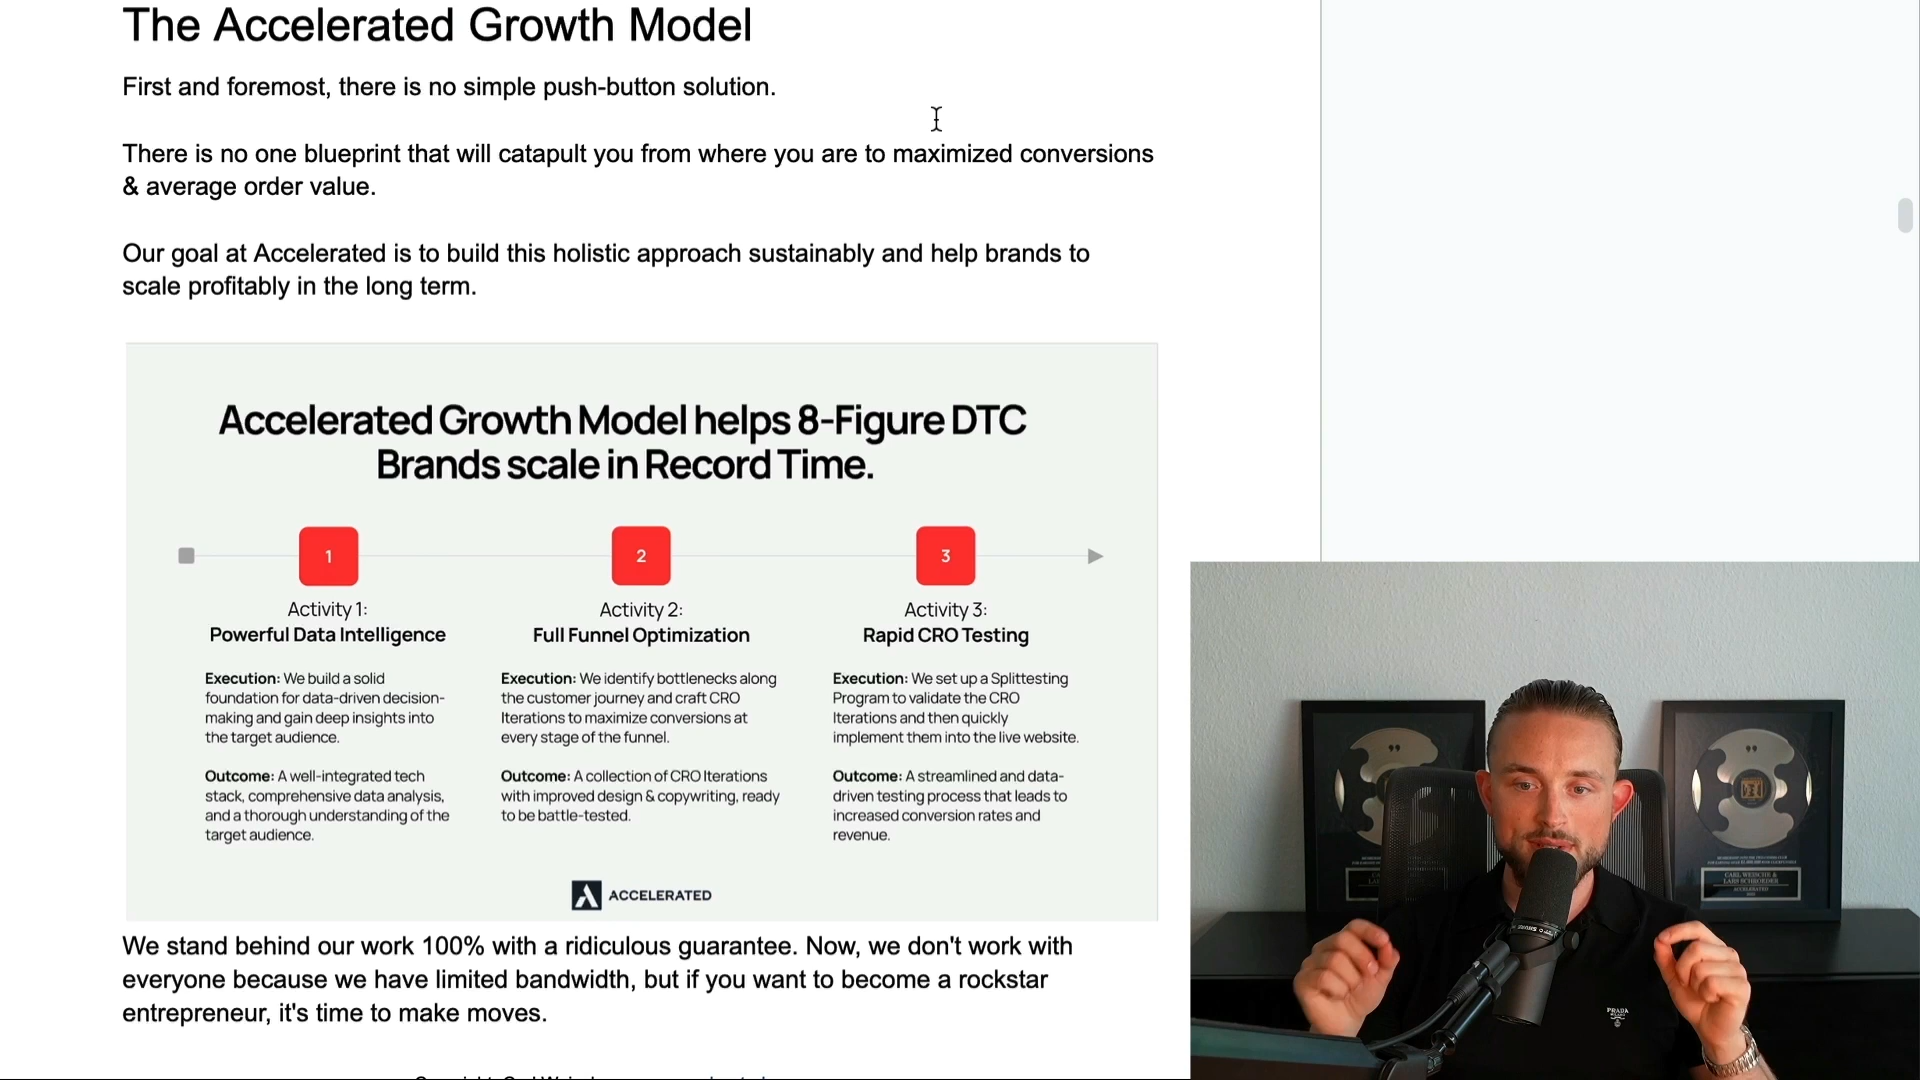 The Accelerated Growth Model
First and foremost, there is no simple push-button solution.
There is no one blueprint that will catapult you from where you are to maximized conversions
& average order value.
Our goal at Accelerated is to build this holistic approach sustainably and help brands to
scale profitably in the long term.
Accelerated Growth Model helps 8-Figure DTC
Brands scale in Record Time.
1
2
3
Activity 1:
Powerful Data Intelligence
Execution: We build a solid
foundation for data-driven decision-
making and gain deep insights into
the target audience.
Outcome: A well-integrated tech
stack, comprehensive data analysis,
and a thorough understanding of the
target audience.
Activity 2:
Full Funnel Optimization
Execution: We identify bottlenecks along
the customer journey and craft CRO
Iterations to maximize conversions at
every stage of the funnel.
Outcome: A collection of CRO Iterations
with improved design & copywriting, ready
to be battle-tested.
Activity 3:
Rapid CRO Testing
Execution: We set up a Splittesting
Program to validate the CRO
Iterations and then quickly
implement them into the live website.
Outcome: A streamlined and data-
driven testing process that leads to
increased conversion rates and
revenue.
ACCELERATED
We stand behind our work 100% with a ridiculous guarantee. Now, we don't work with
everyone because we have limited bandwidth, but if you want to become a rockstar
entrepreneur, it's time to make moves.
CARL WEISCHE &
LARS SCHROEDER
ACCELERATED
PRADA